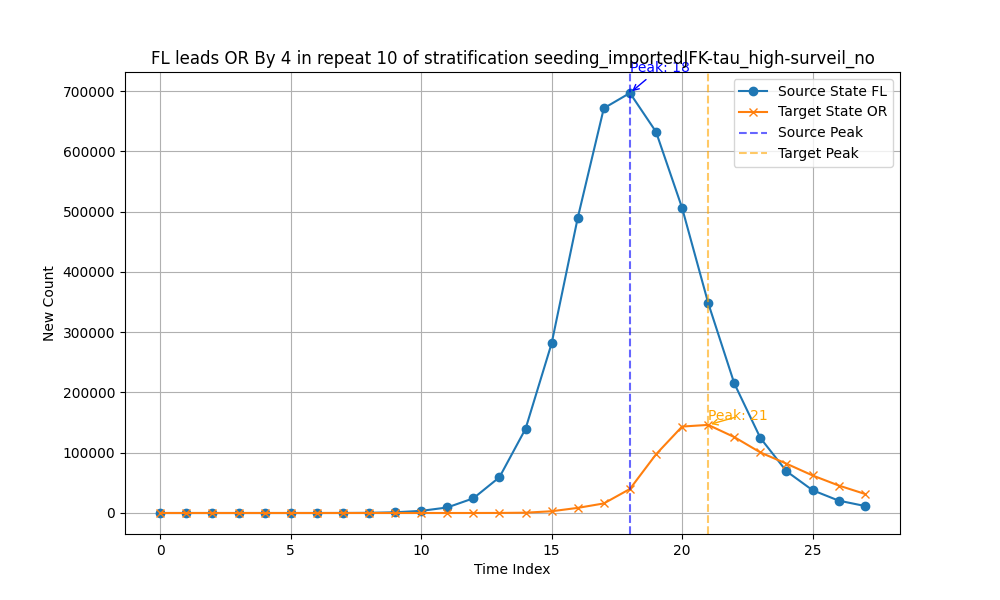 FL leads OR By 4 in repeat 10 of stratification seeding_importedJFK-tau_high-surveil_no
Peak: 18
Source State FL
Target State OR
Source Peak
Target Peak
700000
600000
500000
400000
300000
200000
100000
0
New Count
Peak: 21
0 5 10 15 20 25
Time Index